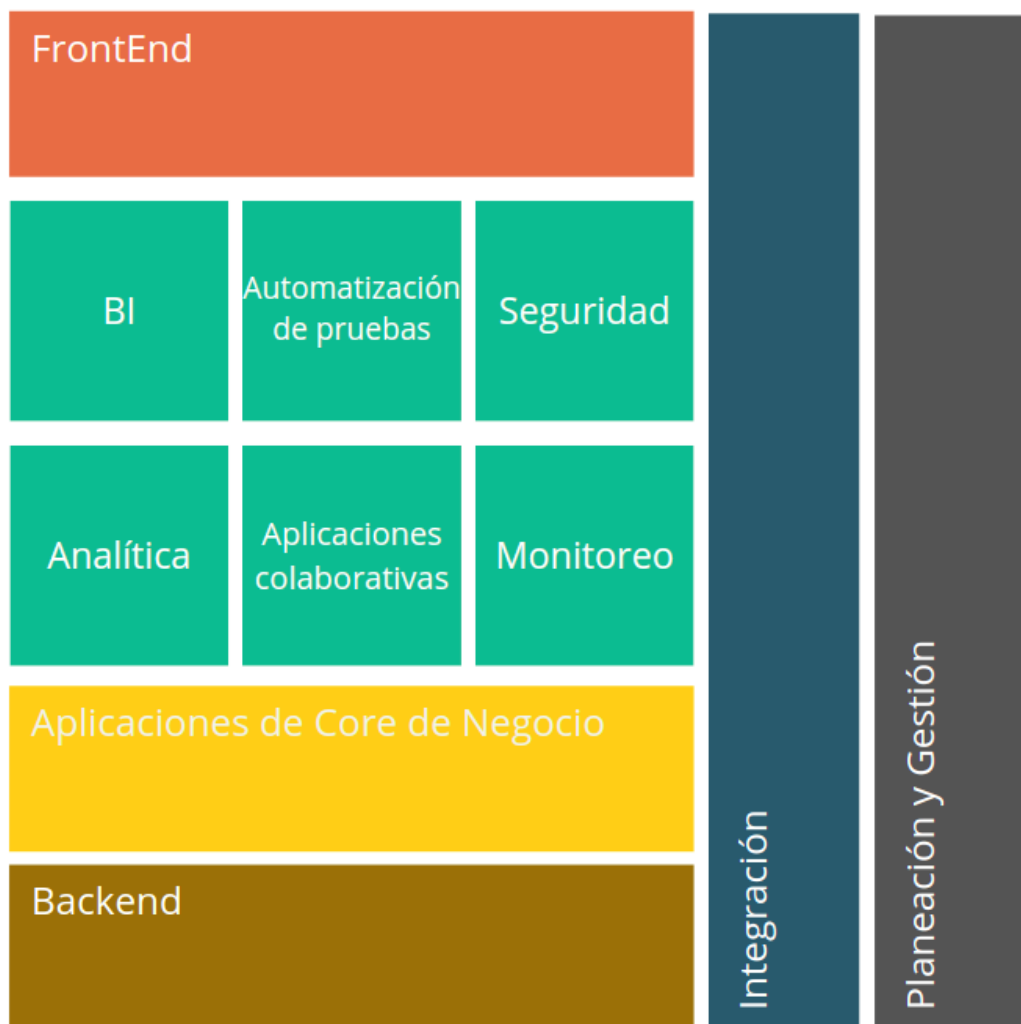 FrontEnd
BI
Automatización
de pruebas
Seguridad
Analítica
Aplicaciones
colaborativas
Monitoreo
Aplicaciones de Core de Negocio
Backend
Integración
Planeación y Gestión